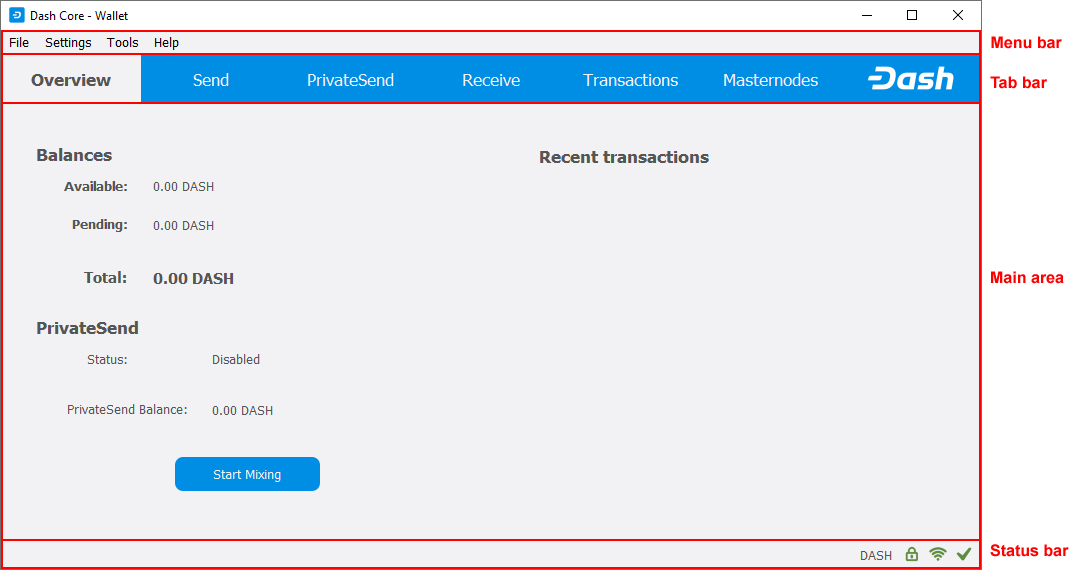 Dash Core - Wallet
File Settings Tools Help Menu bar
Overview Send PrivateSend Receive Transactions Masternodes Dash Tab bar
Balances
Available: 0.00 DASH
Pending: 0.00 DASH
Total: 0.00 DASH
Recent transactions
PrivateSend
Status: Disabled
PrivateSend Balance: 0.00 DASH
Start Mixing
Main area
DASH Status bar